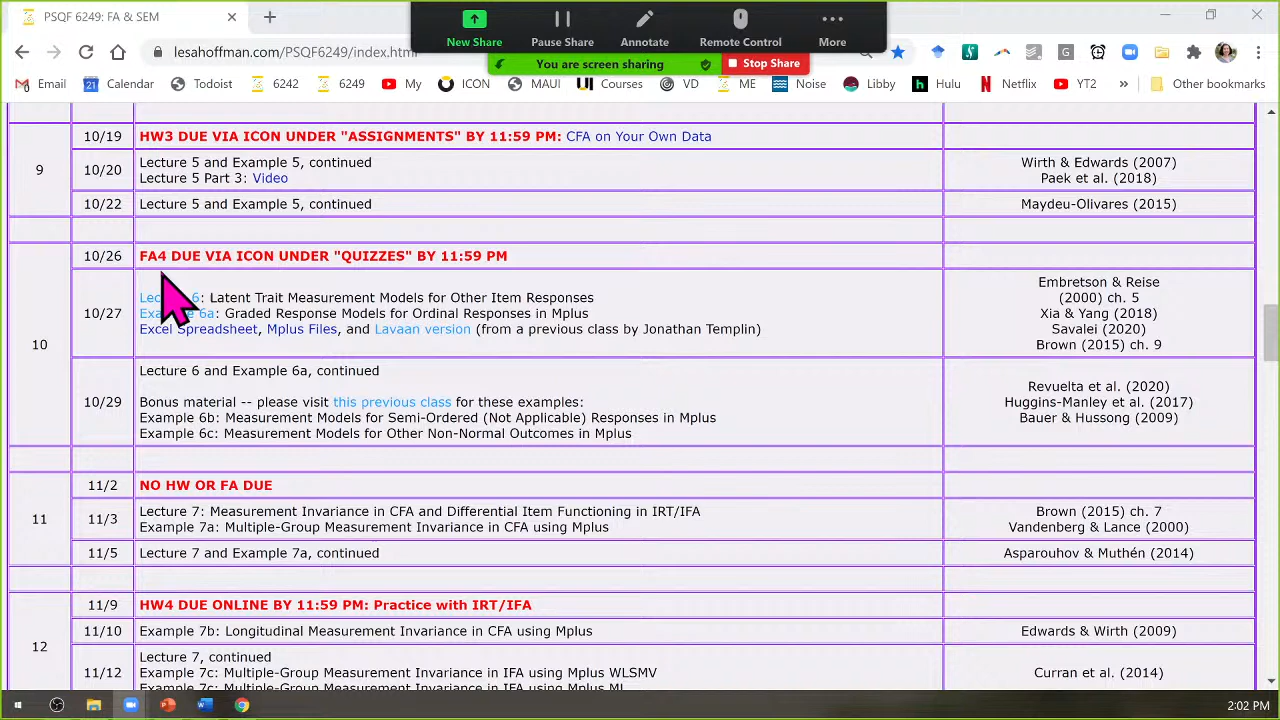 PSQF 6249: FA & SEM
New Share
Pause Share
Annotate
Remote Control
More
lesahoffman.com/PSQF6249/index.htm
You are screen sharing
Stop Share
Email
Calendar
Todoist
6242
6249
My
ICON
MAUI
Courses
VD
ME
Noise
Libby
Hulu
Netflix
YT2
Other bookmarks
9
10/19
HW3 DUE VIA ICON UNDER "ASSIGNMENTS" BY 11:59 PM: CFA on Your Own Data
10/20
Lecture 5 and Example 5, continued
Lecture 5 Part 3: Video
Wirth & Edwards (2007)
Paek et al. (2018)
10/22
Lecture 5 and Example 5, continued
Maydeu-Olivares (2015)
10
10/26
FA4 DUE VIA ICON UNDER "QUIZZES" BY 11:59 PM
10/27
6: Latent Trait Measurement Models for Other Item Responses
6a: Graded Response Models for Ordinal Responses in Mplus
Excel Spreadsheet, Mplus Files, and Lavaan version (from a previous class by Jonathan Templin)
Embretson & Reise
(2000) ch. 5
Xia & Yang (2018)
Savalei (2020)
Brown (2015) ch. 9
10/29
Lecture 6 and Example 6a, continued
Bonus material -- please visit this previous class for these examples:
Example 6b: Measurement Models for Semi-Ordered (Not Applicable) Responses in Mplus
Example 6c: Measurement Models for Other Non-Normal Outcomes in Mplus
Revuelta et al. (2020)
Huggins-Manley et al. (2017)
Bauer & Hussong (2009)
11
11/2
NO HW OR FA DUE
11/3
Lecture 7: Measurement Invariance in CFA and Differential Item Functioning in IRT/IFA
Example 7a: Multiple-Group Measurement Invariance in CFA using Mplus
Brown (2015) ch. 7
Vandenberg & Lance (2000)
11/5
Lecture 7 and Example 7a, continued
Asparouhov & Muthén (2014)
12
11/9
HW4 DUE ONLINE BY 11:59 PM: Practice with IRT/IFA
11/10
Example 7b: Longitudinal Measurement Invariance in CFA using Mplus
Edwards & Wirth (2009)
11/12
Lecture 7, continued
Example 7c: Multiple-Group Measurement Invariance in IFA using Mplus WLSMV
Example 7c: Multiple-Group Measurement Invariance in IFA using Mplus ML
Curran et al. (2014)
2:02 PM